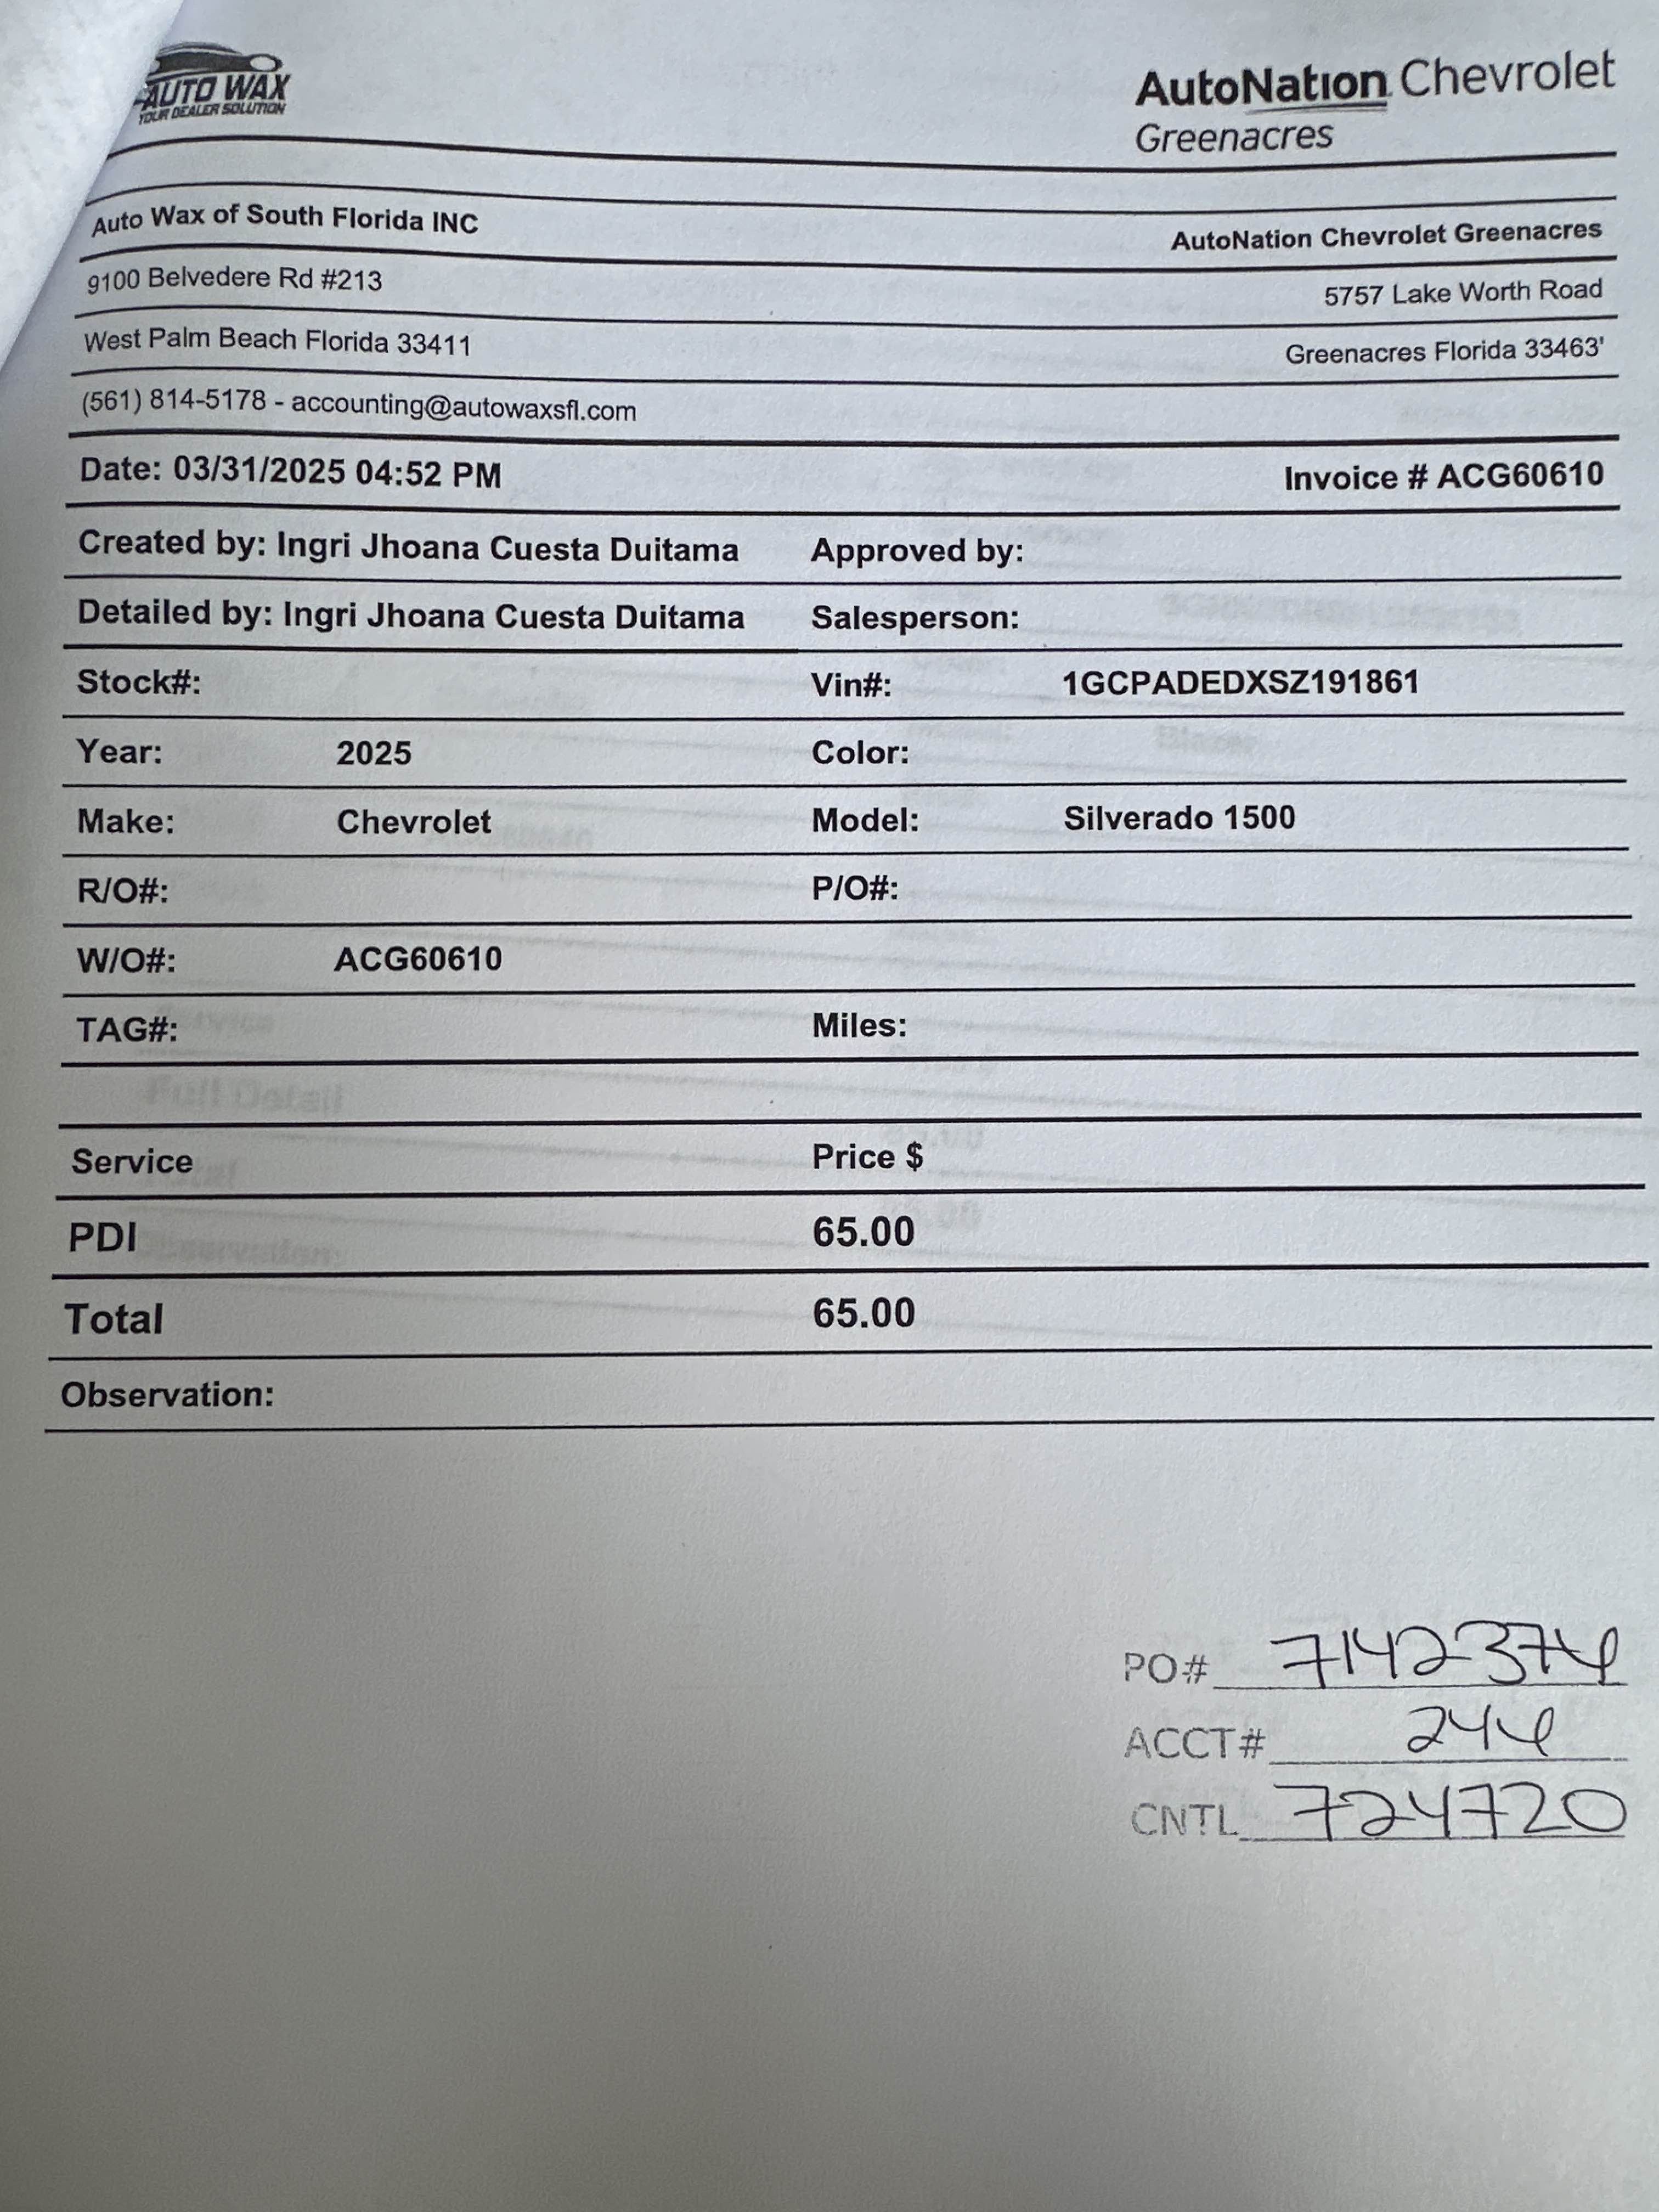 AUTO WAX
YOUR DEALER SOLUTION
AutoNation Chevrolet
Greenacres
Auto Wax of South Florida INC
AutoNation Chevrolet Greenacres
9100 Belvedere Rd #213
5757 Lake Worth Road
West Palm Beach Florida 33411
Greenacres Florida 33463'
(561) 814-5178 - accounting@autowaxsfl.com
Date: 03/31/2025 04:52 PM Invoice # ACG60610
Created by: Ingri Jhoana Cuesta Duitama Approved by:
Detailed by: Ingri Jhoana Cuesta Duitama Salesperson:
Stock#: Vin#: 1GCPADEDXSZ191861
Year: 2025 Color:
Make: Chevrolet Model: Silverado 1500
R/O#: P/O#:
W/O#: ACG60610
TAG#: Miles:
Service Price $
PDI 65.00
Total 65.00
Observation:
PO# 7142374
ACCT# 244
CNTL 724720